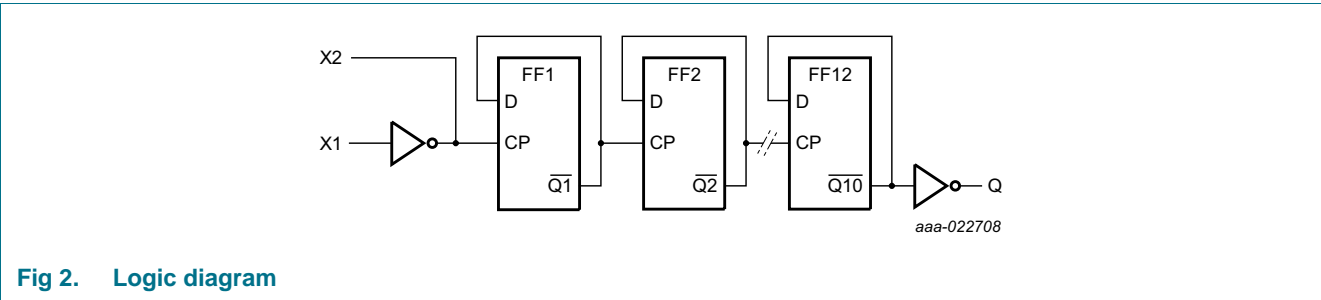 X2
X1
FF1
D
CP
Q1
FF2
D
CP
Q2
FF12
D
CP
Q10
Q
aaa-022708
Fig 2. Logic diagram